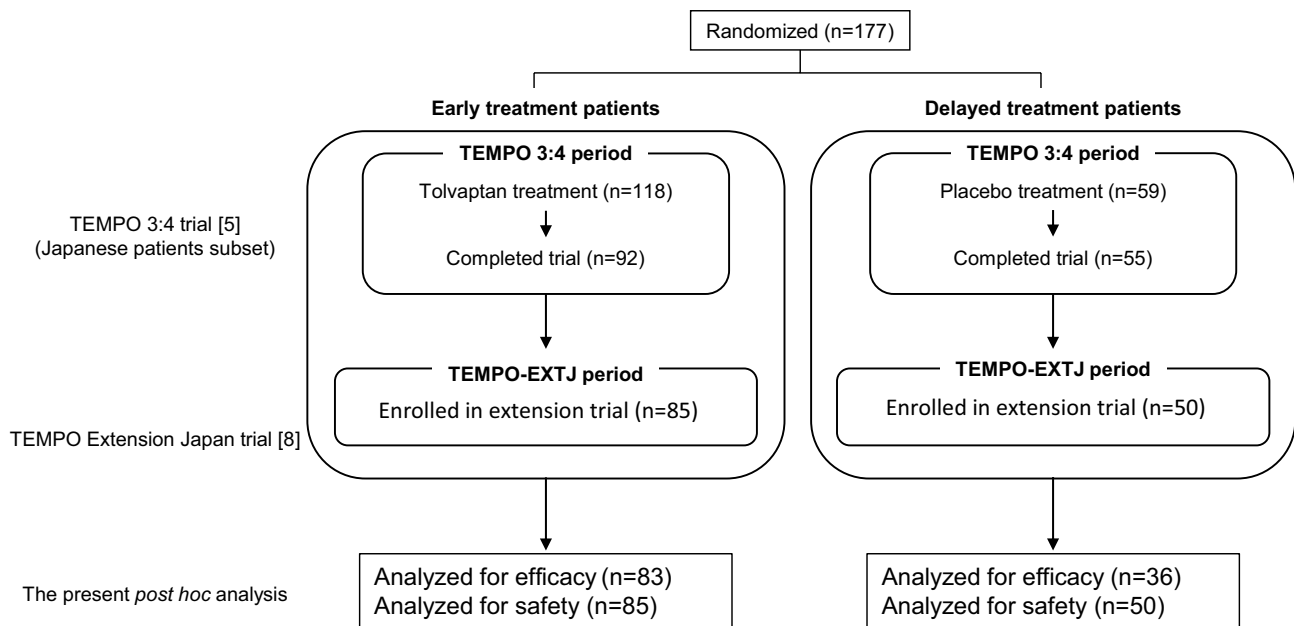 Randomized (n=177)
Early treatment patients
Delayed treatment patients
TEMPO 3:4 period
TEMPO 3:4 period
Tolvaptan treatment (n=118)
Placebo treatment (n=59)
TEMPO 3:4 trial [5]
(Japanese patients subset)
Completed trial (n=92)
Completed trial (n=55)
TEMPO-EXTJ period
TEMPO-EXTJ period
Enrolled in extension trial (n=85)
Enrolled in extension trial (n=50)
TEMPO Extension Japan trial [8]
The present post hoc analysis
Analyzed for efficacy (n=83)
Analyzed for safety (n=85)
Analyzed for efficacy (n=36)
Analyzed for safety (n=50)